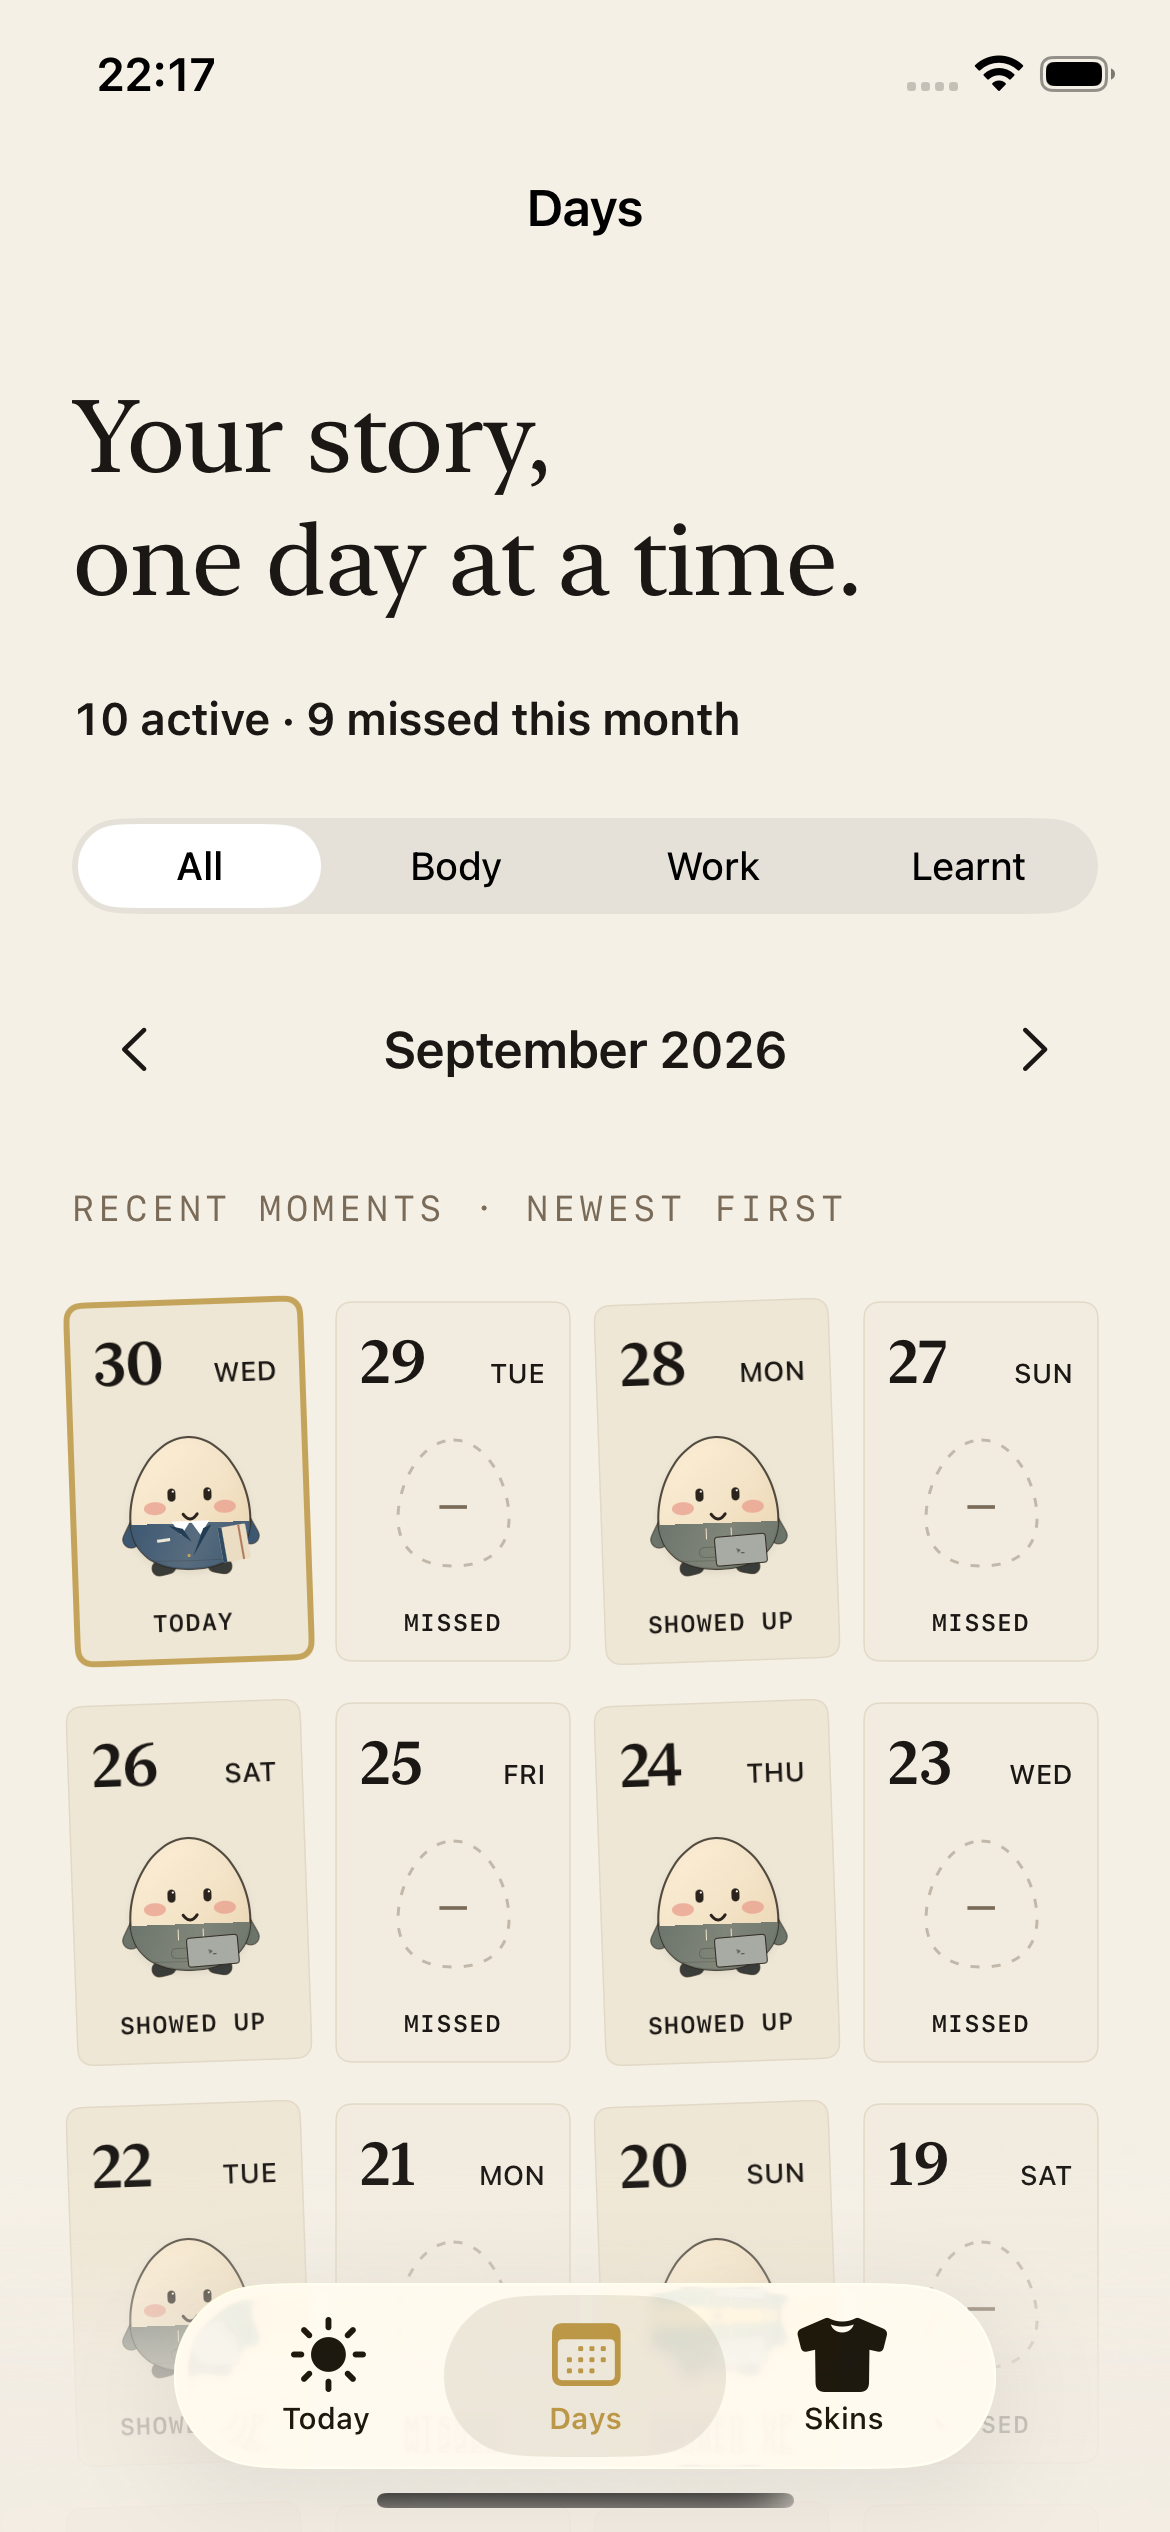 22:17
Days
Your story,
one day at a time.
10 active · 9 missed this month
All Body Work Learnt
September 2026
RECENT MOMENTS · NEWEST FIRST
30 WED 29 TUE 28 MON 27 SUN
TODAY MISSED SHOWED UP MISSED
26 SAT 25 FRI 24 THU 23 WED
SHOWED UP MISSED SHOWED UP MISSED
22 TUE 21 MON 20 SUN 19 SAT
Today Days Skins